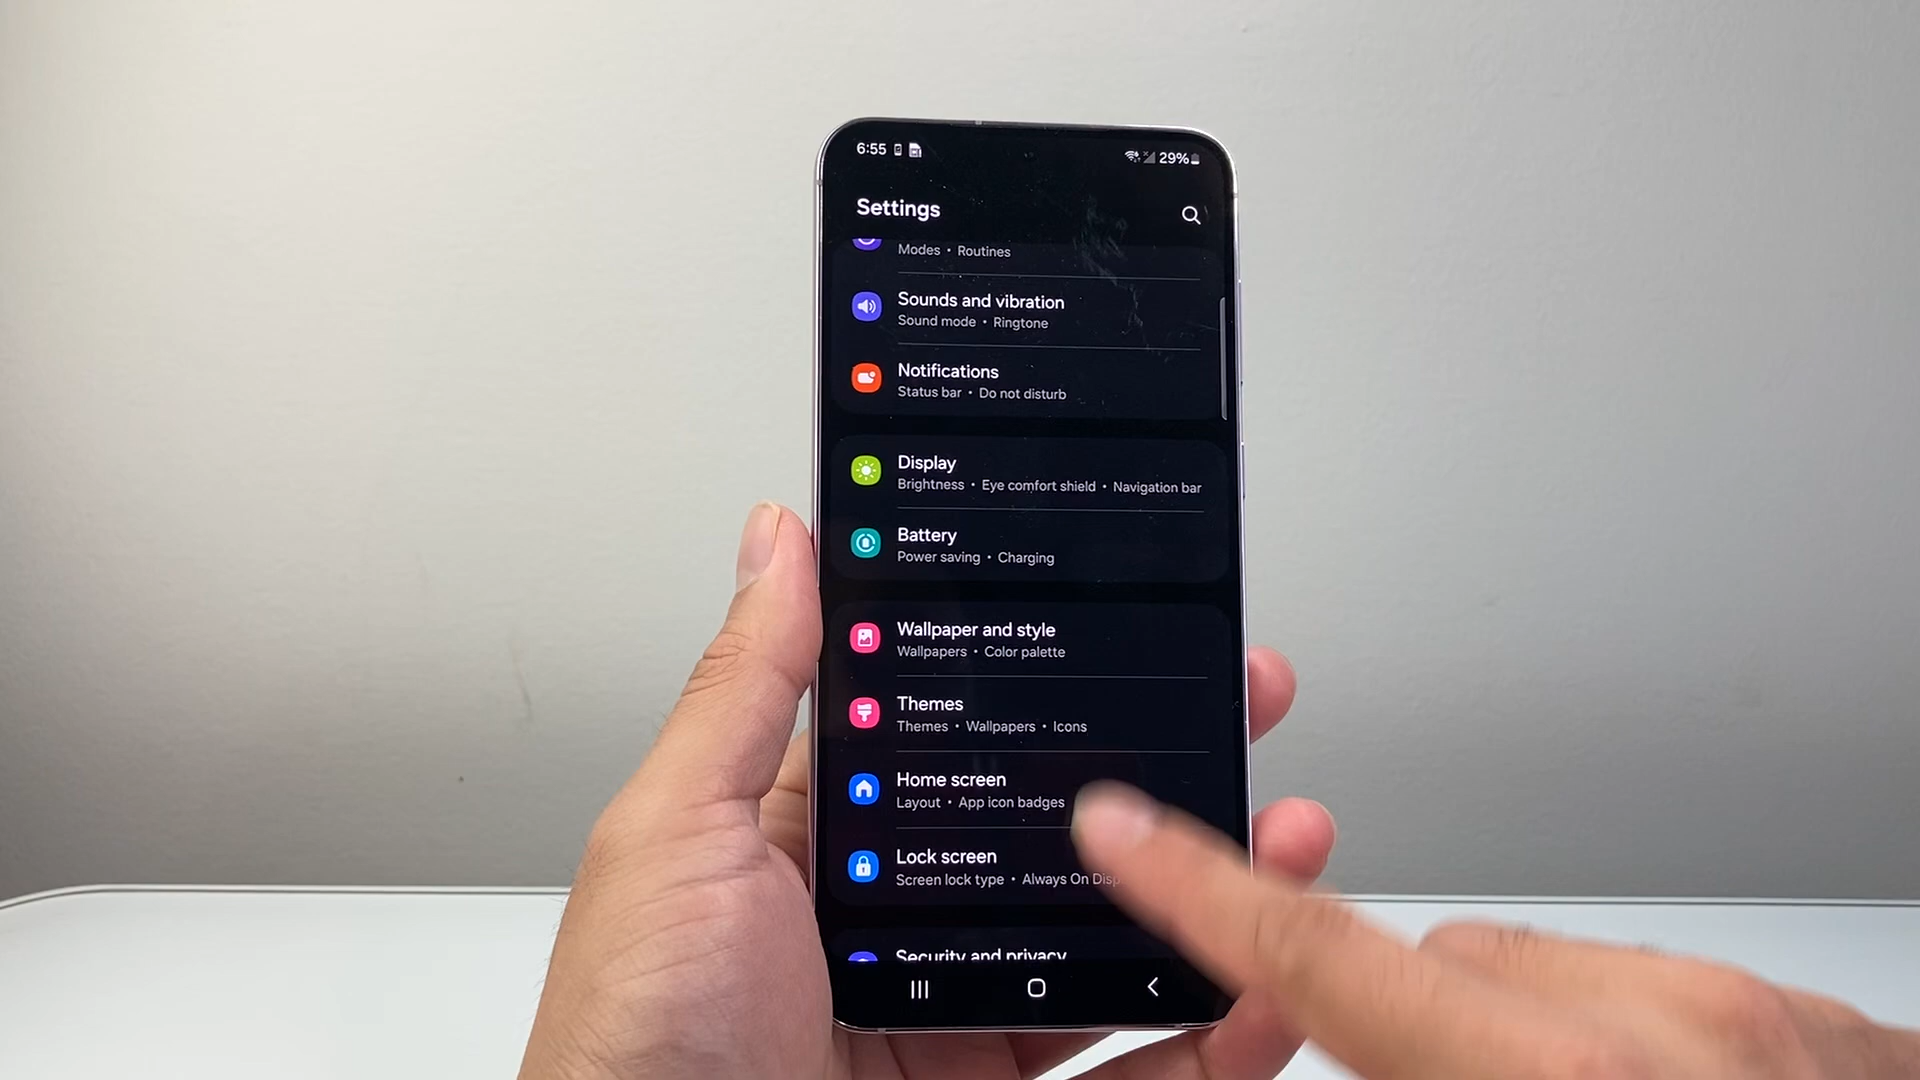 6:55 29%
Settings
Modes • Routines
Sounds and vibration
Sound mode • Ringtone
Notifications
Status bar • Do not disturb
Display
Brightness • Eye comfort shield • Navigation bar
Battery
Power saving • Charging
Wallpaper and style
Wallpapers • Color palette
Themes
Themes • Wallpapers • Icons
Home screen
Layout • App icon badges
Lock screen
Screen lock type • Always On Disp
Security and privacy